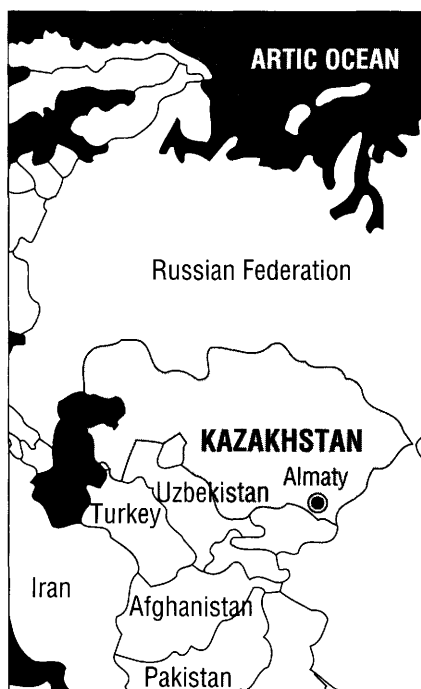 ARTIC OCEAN
Russian Federation
KAZAKHSTAN
Almaty
Uzbekistan
Turkey
Iran
Afghanistan
Pakistan